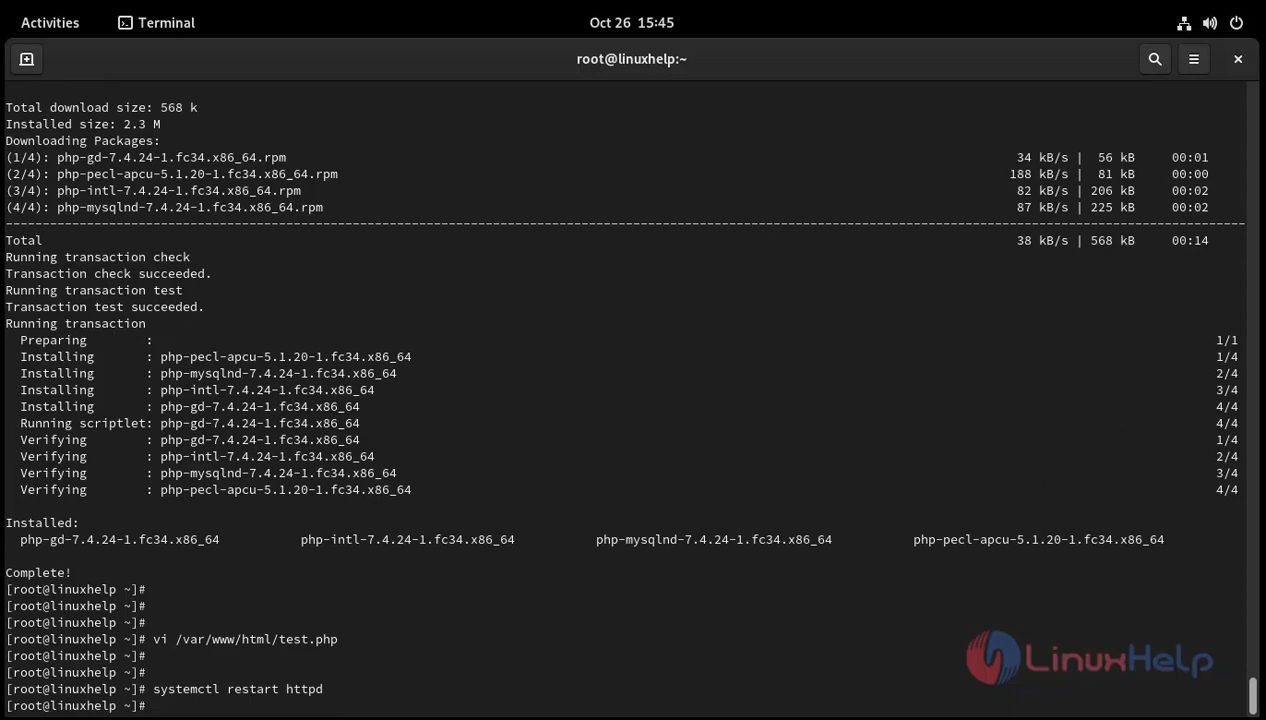 Activities Terminal Oct 26 15:45
root@linuxhelp:~
Total download size: 568 k
Installed size: 2.3 M
Downloading Packages:
(1/4): php-gd-7.4.24-1.fc34.x86_64.rpm 34 kB/s | 56 kB 00:01
(2/4): php-pecl-apcu-5.1.20-1.fc34.x86_64.rpm 188 kB/s | 81 kB 00:00
(3/4): php-intl-7.4.24-1.fc34.x86_64.rpm 82 kB/s | 206 kB 00:02
(4/4): php-mysqlnd-7.4.24-1.fc34.x86_64.rpm 87 kB/s | 225 kB 00:02
--------------------------------------------------------------------------------
Total 38 kB/s | 568 kB 00:14
Running transaction check
Transaction check succeeded.
Running transaction test
Transaction test succeeded.
Running transaction
Preparing : 1/1
Installing : php-pecl-apcu-5.1.20-1.fc34.x86_64 1/4
Installing : php-mysqlnd-7.4.24-1.fc34.x86_64 2/4
Installing : php-intl-7.4.24-1.fc34.x86_64 3/4
Installing : php-gd-7.4.24-1.fc34.x86_64 4/4
Running scriptlet: php-gd-7.4.24-1.fc34.x86_64 4/4
Verifying : php-gd-7.4.24-1.fc34.x86_64 1/4
Verifying : php-intl-7.4.24-1.fc34.x86_64 2/4
Verifying : php-mysqlnd-7.4.24-1.fc34.x86_64 3/4
Verifying : php-pecl-apcu-5.1.20-1.fc34.x86_64 4/4
Installed:
php-gd-7.4.24-1.fc34.x86_64 php-intl-7.4.24-1.fc34.x86_64 php-mysqlnd-7.4.24-1.fc34.x86_64 php-pecl-apcu-5.1.20-1.fc34.x86_64
Complete!
[root@linuxhelp ~]#
[root@linuxhelp ~]#
[root@linuxhelp ~]#
[root@linuxhelp ~]# vi /var/www/html/test.php
[root@linuxhelp ~]#
[root@linuxhelp ~]#
[root@linuxhelp ~]# systemctl restart httpd
[root@linuxhelp ~]#
LinuxHelp